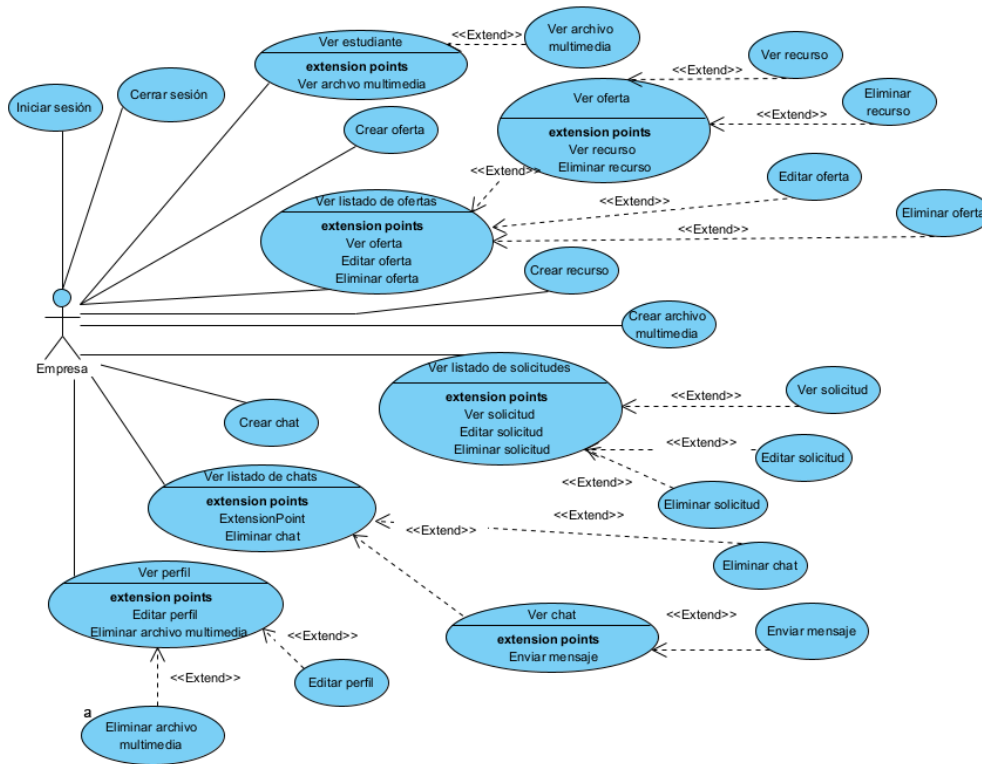 Ver estudiante
extension points
Ver archvo multimedia
<<Extend>>
Ver archivo
multimedia
Ver recurso
<<Extend>>
Iniciar sesión
Cerrar sesión
Crear oferta
Ver oferta
extension points
Ver recurso
Eliminar recurso
<<Extend>>
Eliminar
recurso
<<Extend>>
Editar oferta
<<Extend>>
Ver listado de ofertas
extension points
Ver oferta
Editar oferta
Eliminar oferta
<<Extend>>
Eliminar oferta
Crear recurso
Crear archivo
multimedia
Empresa
Ver listado de solicitudes
extension points
Ver solicitud
Editar solicitud
Eliminar solicitud
<<Extend>>
Ver solicitud
Crear chat
<<Extend>>
Editar solicitud
<<Extend>>
Eliminar solicitud
Ver listado de chats
extension points
ExtensionPoint
Eliminar chat
<<Extend>>
Eliminar chat
Ver perfil
extension points
Editar perfil
Eliminar archivo multimedia
<<Extend>>
Editar perfil
Ver chat
extension points
Enviar mensaje
<<Extend>>
Enviar mensaje
<<Extend>>
a
Eliminar archivo
multimedia